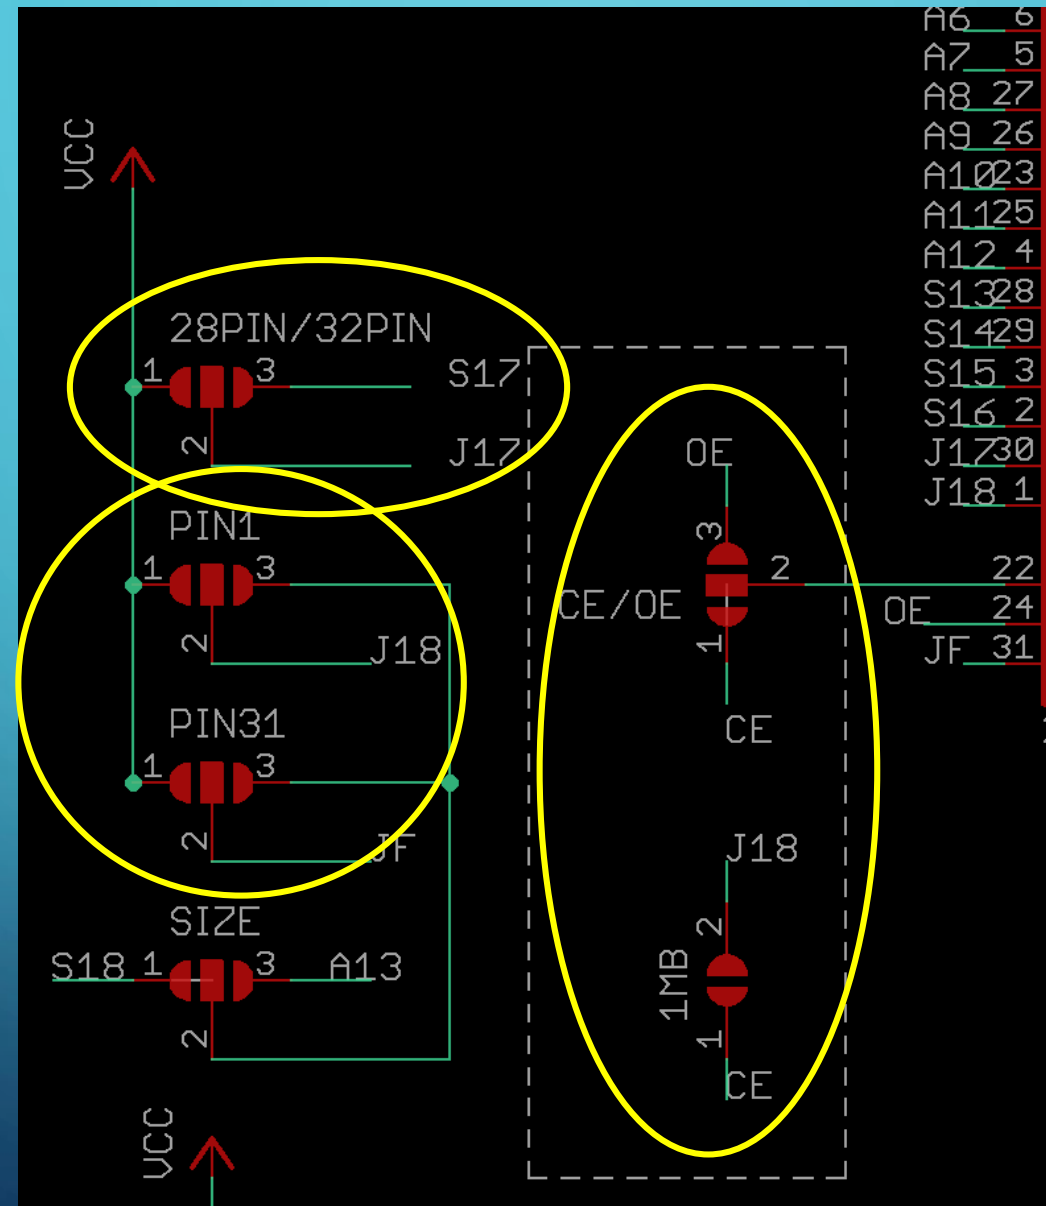 VCC
28PIN/32PIN
1 3 S17
2 J17
PIN1
1 3
2 J18
PIN31
1 3
2 JF
SIZE
S18 1 3 A13
2
VCC
OE
3
2
CE/OE
1
CE
J18
2
1MB
1
CE
A6 6
A7 5
A8 27
A9 26
A10 23
A11 25
A12 4
S13 28
S14 29
S15 3
S16 2
J17 30
J18 1
22
OE 24
JF 31